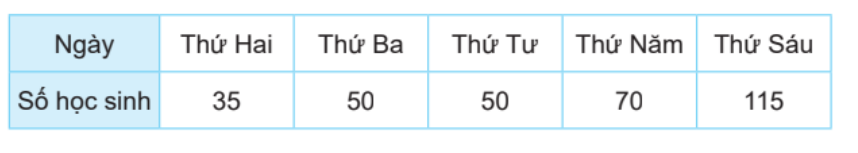 Ngày Thứ Hai Thứ Ba Thứ Tư Thứ Năm Thứ Sáu
Số học sinh 35 50 50 70 115